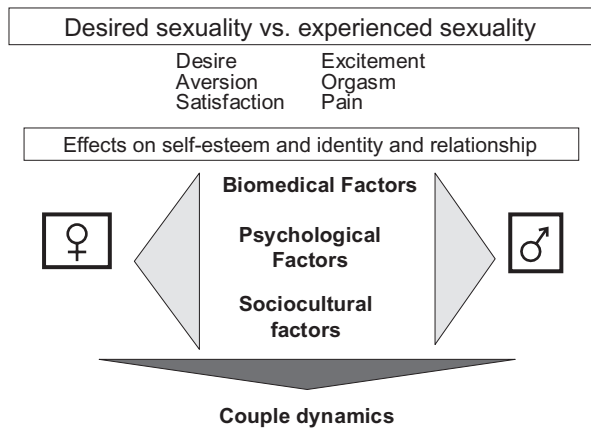 Desired sexuality vs. experienced sexuality
Desire Excitement
Aversion Orgasm
Satisfaction Pain
Effects on self-esteem and identity and relationship
Biomedical Factors
Psychological
Factors
Sociocultural
factors
♀ ♂
Couple dynamics